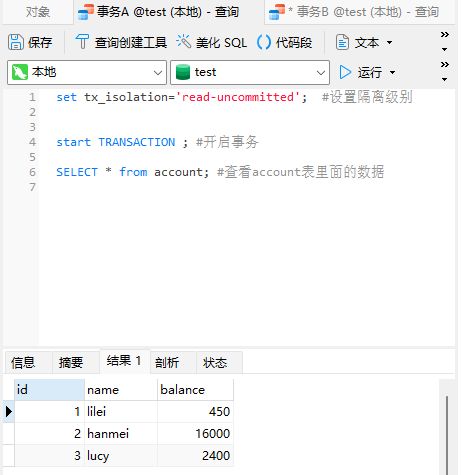 对象 事务A @test (本地) - 查询 * 事务B @test (本地) - 查询
保存 查询创建工具 美化 SQL () 代码段 文本 »
本地 test 运行 »
1 set tx_isolation='read-uncommitted'; #设置隔离级别
2
3
4 start TRANSACTION ; #开启事务
5
6 SELECT * from account; #查看account表里面的数据
7
信息 摘要 结果 1 剖析 状态
id name balance
1 lilei 450
2 hanmei 16000
3 lucy 2400